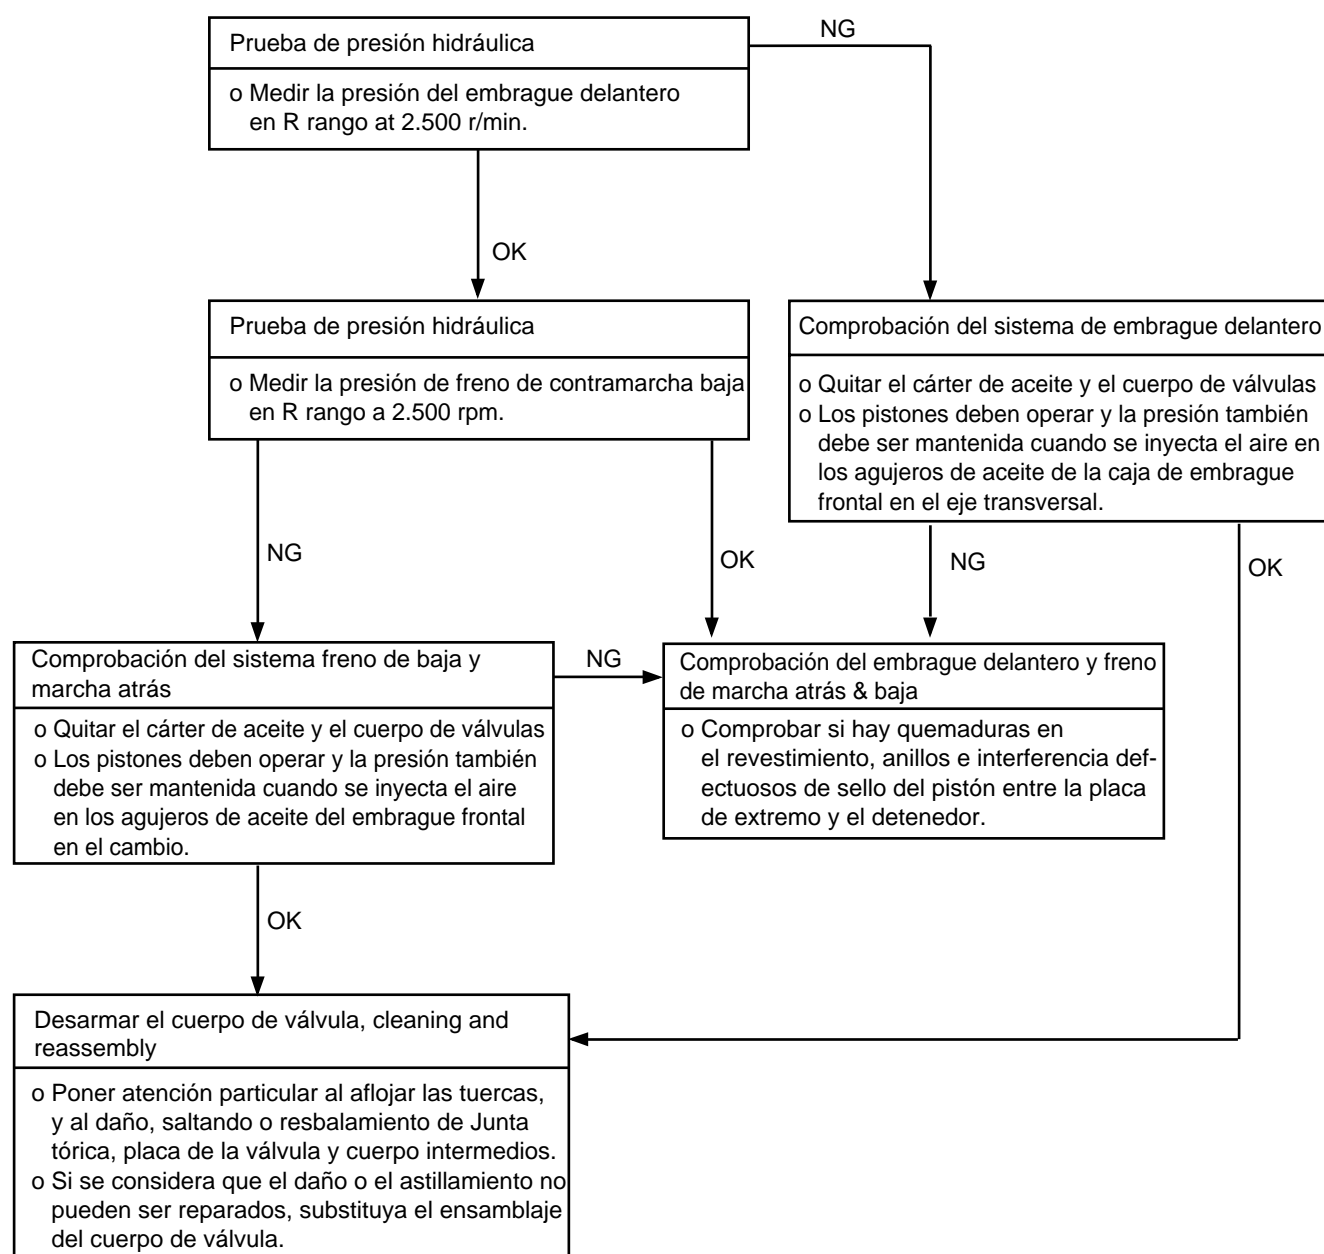 Prueba de presión hidráulica
o Medir la presión del embrague delantero
en R rango at 2.500 r/min.
NG
OK
Prueba de presión hidráulica
o Medir la presión de freno de contramarcha baja
en R rango a 2.500 rpm.
Comprobación del sistema de embrague delantero
o Quitar el cárter de aceite y el cuerpo de válvulas
o Los pistones deben operar y la presión también
debe ser mantenida cuando se inyecta el aire en
los agujeros de aceite de la caja de embrague
frontal en el eje transversal.
NG
OK
NG
OK
Comprobación del sistema freno de baja y
marcha atrás
o Quitar el cárter de aceite y el cuerpo de válvulas
o Los pistones deben operar y la presión también
debe ser mantenida cuando se inyecta el aire
en los agujeros de aceite del embrague frontal
en el cambio.
NG
Comprobación del embrague delantero y freno
de marcha atrás & baja
o Comprobar si hay quemaduras en
el revestimiento, anillos e interferencia def-
ectuosos de sello del pistón entre la placa
de extremo y el detenedor.
OK
Desarmar el cuerpo de válvula, cleaning and
reassembly
o Poner atención particular al aflojar las tuercas,
y al daño, saltando o resbalamiento de Junta
tórica, placa de la válvula y cuerpo intermedios.
o Si se considera que el daño o el astillamiento no
pueden ser reparados, substituya el ensamblaje
del cuerpo de válvula.